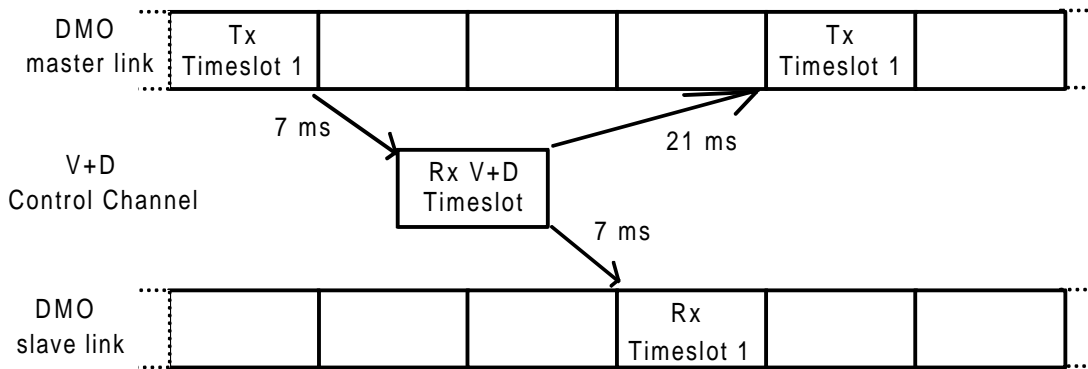 DMO
master link
Tx
Timeslot 1
Tx
Timeslot 1
7 ms
21 ms
V+D
Control Channel
Rx V+D
Timeslot
7 ms
DMO
slave link
Rx
Timeslot 1